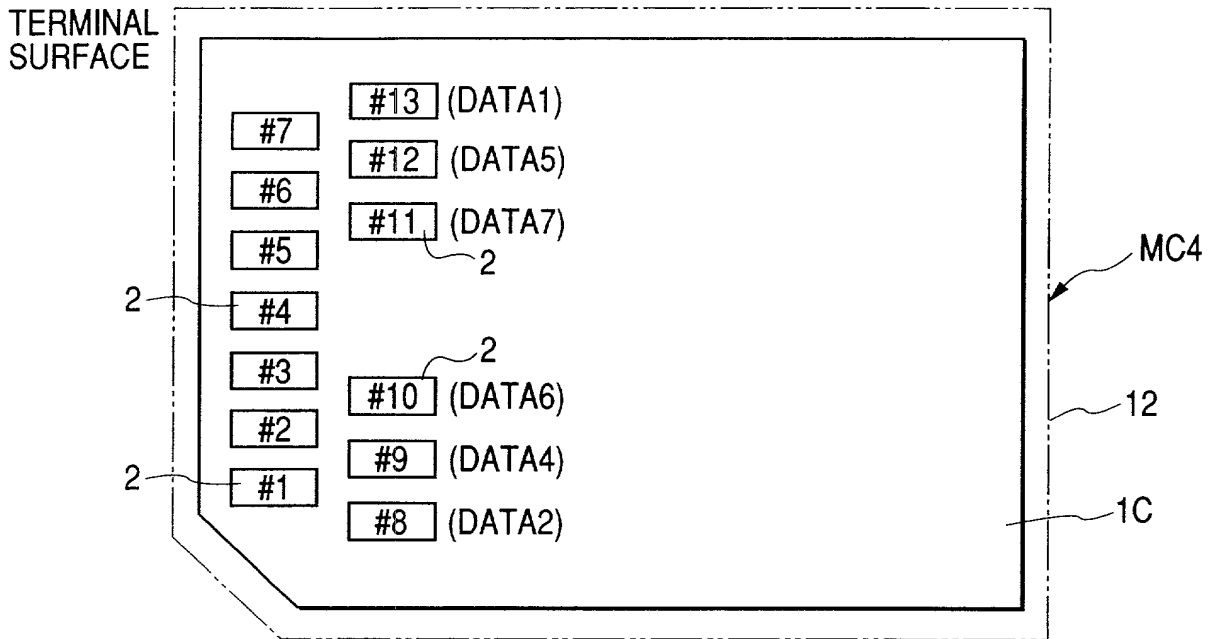 TERMINAL
SURFACE
#13 (DATA1)
#7
#12 (DATA5)
#6
#11 (DATA7)
#5
2
MC4
2
#4
2
#3
#10 (DATA6)
12
#2
#9 (DATA4)
2
#1
1C
#8 (DATA2)